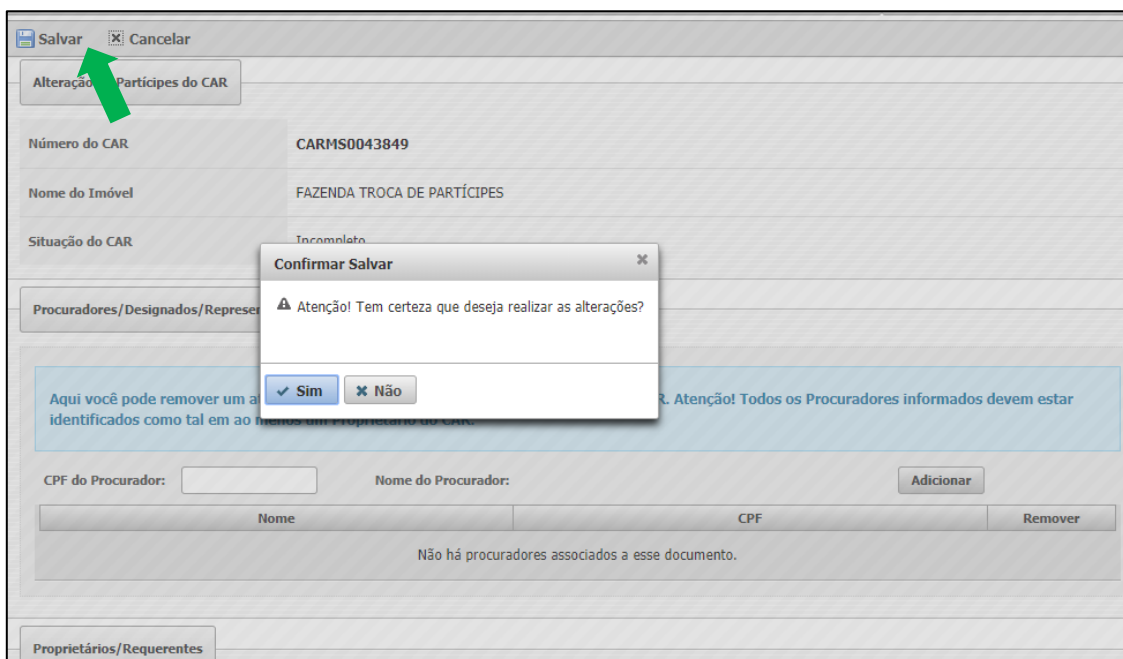 Salvar Cancelar
Alteração Partícipes do CAR
Número do CAR CARMS0043849
Nome do Imóvel FAZENDA TROCA DE PARTÍCIPES
Situação do CAR Incompleto
Confirmar Salvar
Procuradores/Designados/Represen
Atenção! Tem certeza que deseja realizar as alterações?
Sim Não
Aqui você pode remover um R. Atenção! Todos os Procuradores informados devem estar
identificados como tal em ao menos um Proprietário do CAR.
CPF do Procurador: Nome do Procurador: Adicionar
Nome CPF Remover
Não há procuradores associados a esse documento.
Proprietários/Requerentes